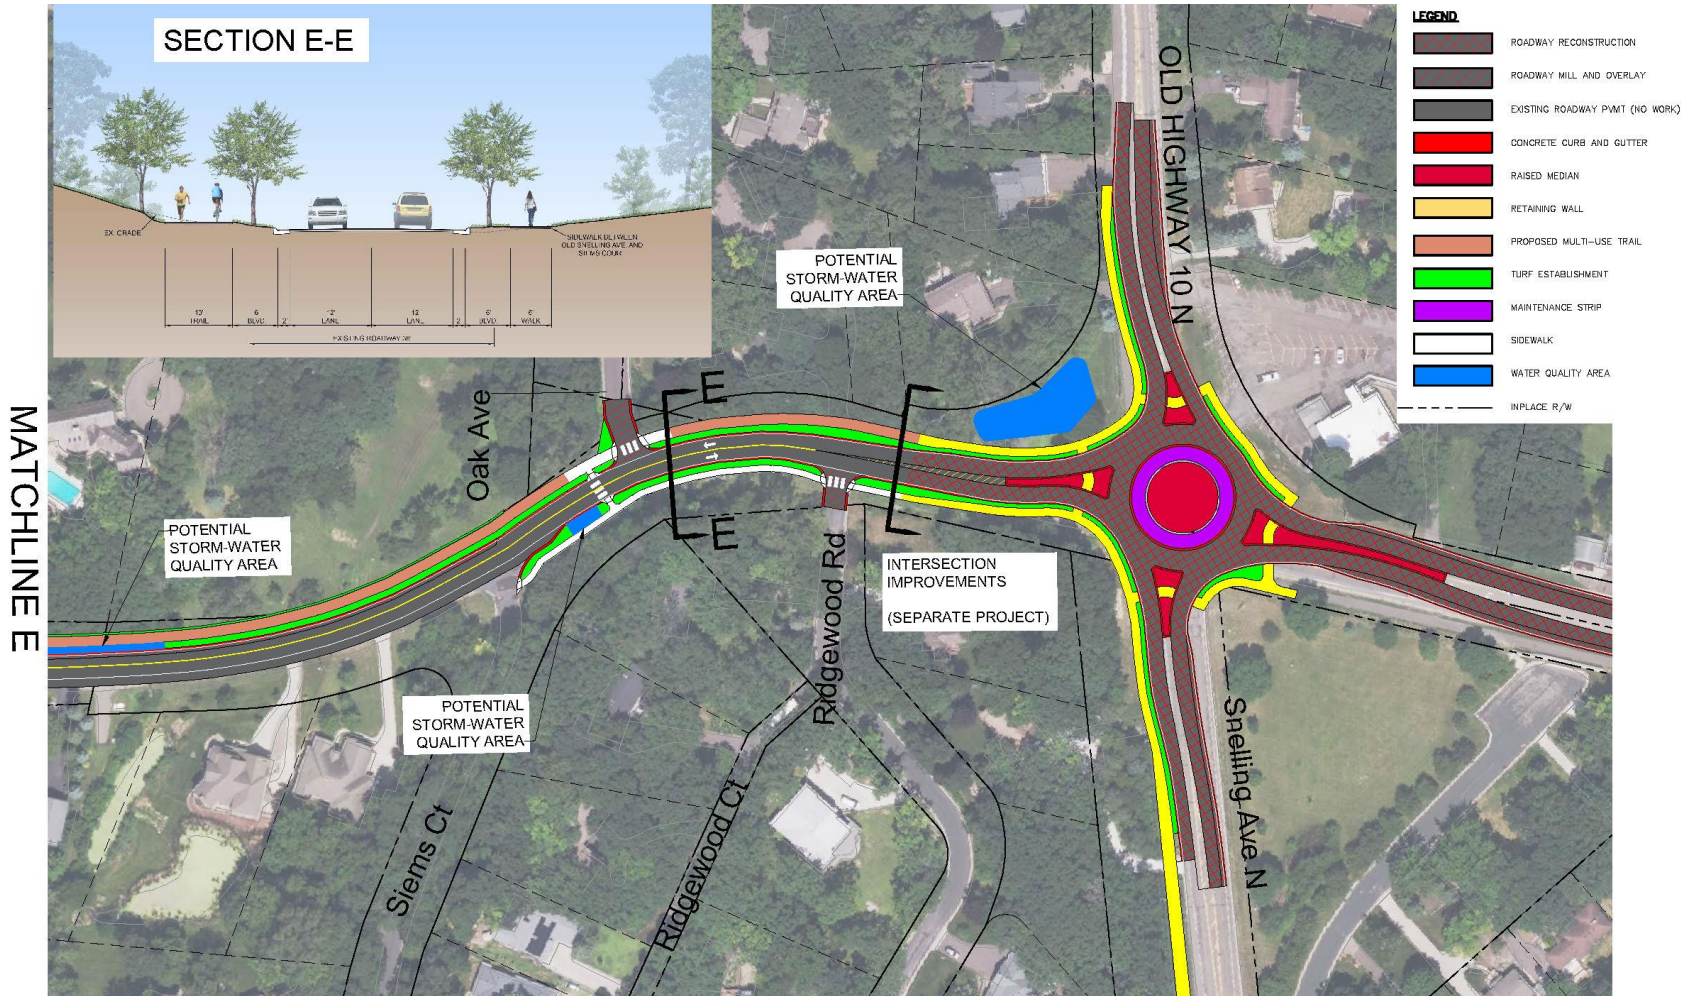 SECTION E-E
EX. GRADE
SIDEWALK BETWEEN
OLD SNELLING AVE. AND
SIEMS COURT
TRAIL
6
BLVD.
2'
12'
LANE
12
LANE
2
6'
BLVD.
6'
WALK
EXISTING ROADWAY
LEGEND
ROADWAY RECONSTRUCTION
ROADWAY MILL AND OVERLAY
EXISTING ROADWAY PVMT (NO WORK)
CONCRETE CURB AND GUTTER
RAISED MEDIAN
RETAINING WALL
PROPOSED MULTI-USE TRAIL
TURF ESTABLISHMENT
MAINTENANCE STRIP
SIDEWALK
WATER QUALITY AREA
INPLACE R/W
OLD HIGHWAY 10 N
POTENTIAL
STORM-WATER
QUALITY AREA
MATCHLINE E
Oak Ave
E
E
POTENTIAL
STORM-WATER
QUALITY AREA
INTERSECTION
IMPROVEMENTS
(SEPARATE PROJECT)
Ridgewood Rd
POTENTIAL
STORM-WATER
QUALITY AREA
Siems Ct
Ridgewood Ct
Snelling Ave N